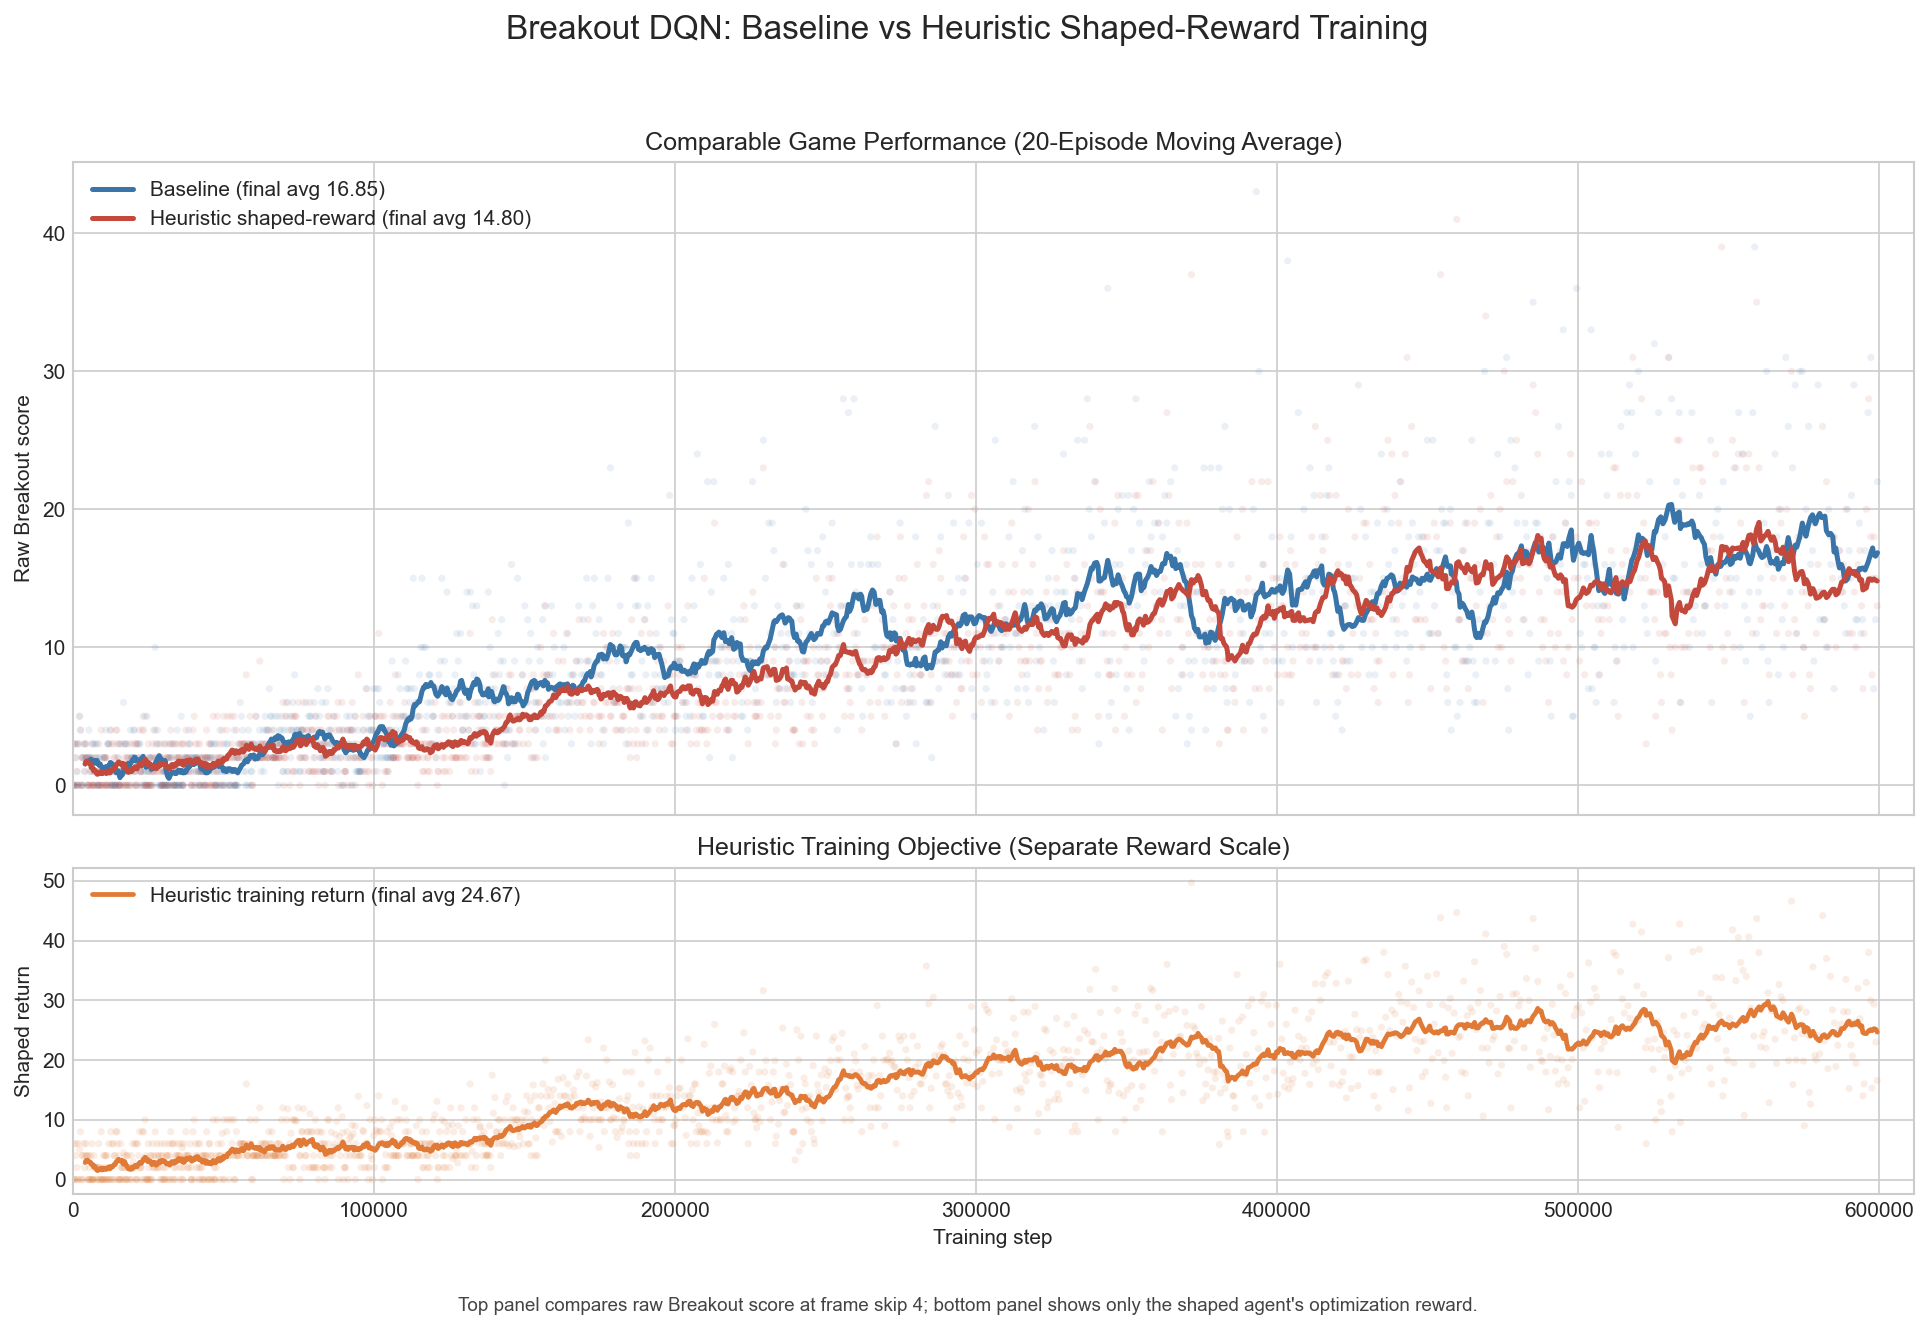 Breakout DQN: Baseline vs Heuristic Shaped-Reward Training
Comparable Game Performance (20-Episode Moving Average)
Baseline (final avg 16.85)
Heuristic shaped-reward (final avg 14.80)
40
30
20
10
0
Raw Breakout score
Heuristic Training Objective (Separate Reward Scale)
Heuristic training return (final avg 24.67)
50
40
30
20
10
0
Shaped return
0 100000 200000 300000 400000 500000 600000
Training step
Top panel compares raw Breakout score at frame skip 4; bottom panel shows only the shaped agent's optimization reward.